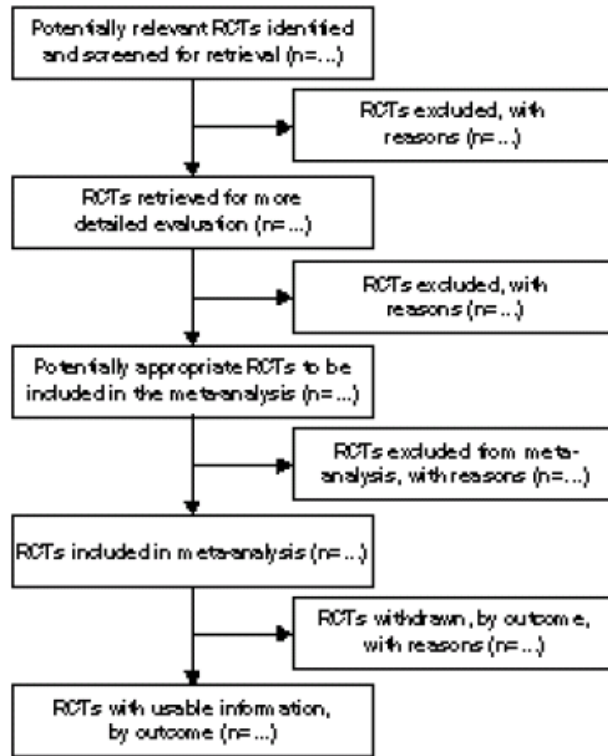 Potentially relevant RCTs identified
and screened for retrieval (n=...)
RCTs excluded, with
reasons (n=...)
RCTs retrieved for more
detailed evaluation (n=...)
RCTs excluded, with
reasons (n=...)
Potentially appropriate RCTs to be
included in the meta-analysis (n=...)
RCTs excluded from meta-
analysis, with reasons (n=...)
RCTs included in meta-analysis (n=...)
RCTs withdrawn, by outcome,
with reasons (n=...)
RCTs with usable information,
by outcome (n=...)